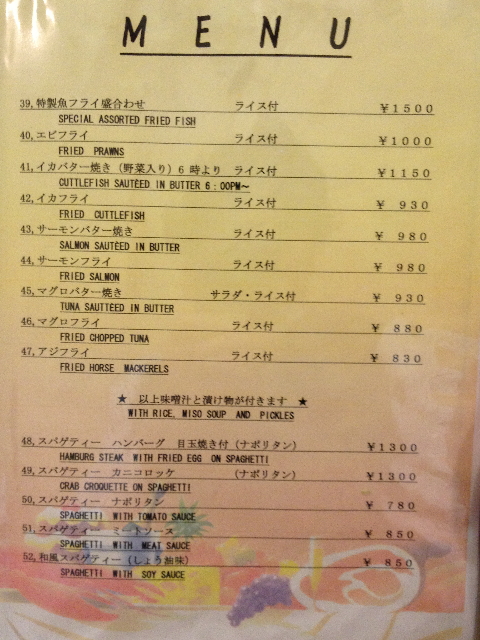 MENU
39,特製魚フライ盛合わせ ライス付 ¥1500
SPECIAL ASSORTED FRIED FISH
40,エビフライ ライス付 ¥1000
FRIED PRAWNS
41,イカバター焼き (野菜入り) 6 時より ライス付 ¥1150
CUTTLEFISH SAUTÈED IN BUTTER 6:00PM~
42,イカフライ ライス付 ¥ 930
FRIED CUTTLEFISH
43,サーモンバター焼き ライス付 ¥ 980
SALMON SAUTÈED IN BUTTER
44,サーモンフライ ライス付 ¥ 980
FRIED SALMON
45,マグロバター焼き サラダ・ライス付 ¥ 930
TUNA SAUTTÈED IN BUTTER
46,マグロフライ ライス付 ¥ 880
FRIED CHOPPED TUNA
47,アジフライ ライス付 ¥ 830
FRIED HORSE MACKERELS
★ 以上味噌汁と漬け物が付きます ★
WITH RICE, MISO SOUP AND PICKLES
48,スパゲティー ハンバーグ 目玉焼き付 (ナポリタン) ¥1300
HAMBURG STEAK WITH FRIED EGG ON SPAGHETTI
49,スパゲティー カニコロッケ (ナポリタン) ¥1300
CRAB CROQUETTE ON SPAGHETTI
50,スパゲティー ナポリタン ¥ 780
SPAGHETTI WITH TOMATO SAUCE
51,スパゲティー ミートソース ¥ 850
SPAGHETTI WITH MEAT SAUCE
52,和風スパゲティー (しょう油味) ¥ 850
SPAGHETTI WITH SOY SAUCE